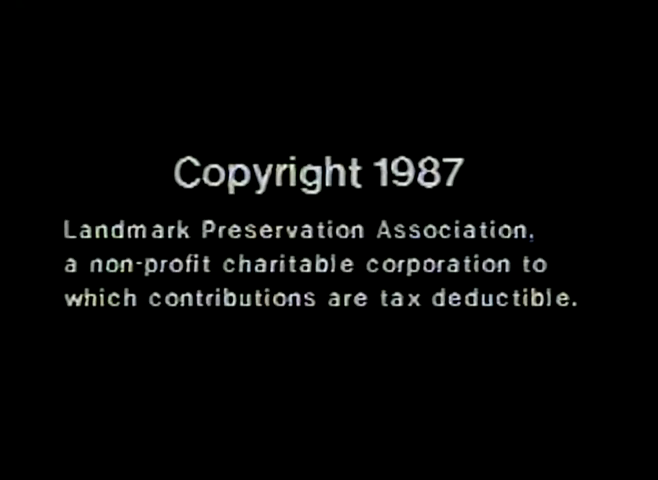 Copyright 1987
Landmark Preservation Association,
a non-profit charitable corporation to
which contributions are tax deductible.